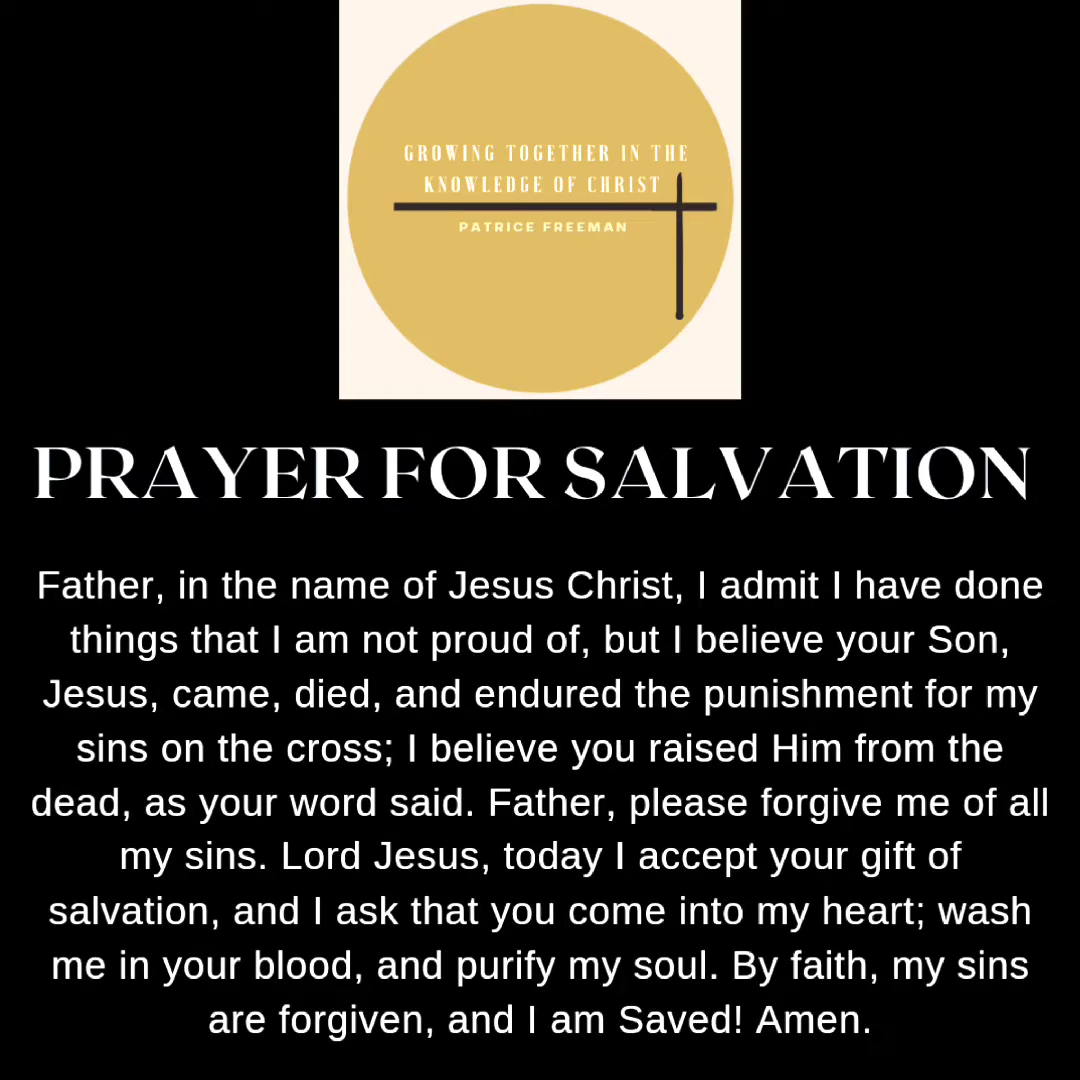 GROWING TOGETHER IN THE
KNOWLEDGE OF CHRIST
PATRICE FREEMAN
PRAYER FOR SALVATION
Father, in the name of Jesus Christ, I admit I have done
things that I am not proud of, but I believe your Son,
Jesus, came, died, and endured the punishment for my
sins on the cross; I believe you raised Him from the
dead, as your word said. Father, please forgive me of all
my sins. Lord Jesus, today I accept your gift of
salvation, and I ask that you come into my heart; wash
me in your blood, and purify my soul. By faith, my sins
are forgiven, and I am Saved! Amen.